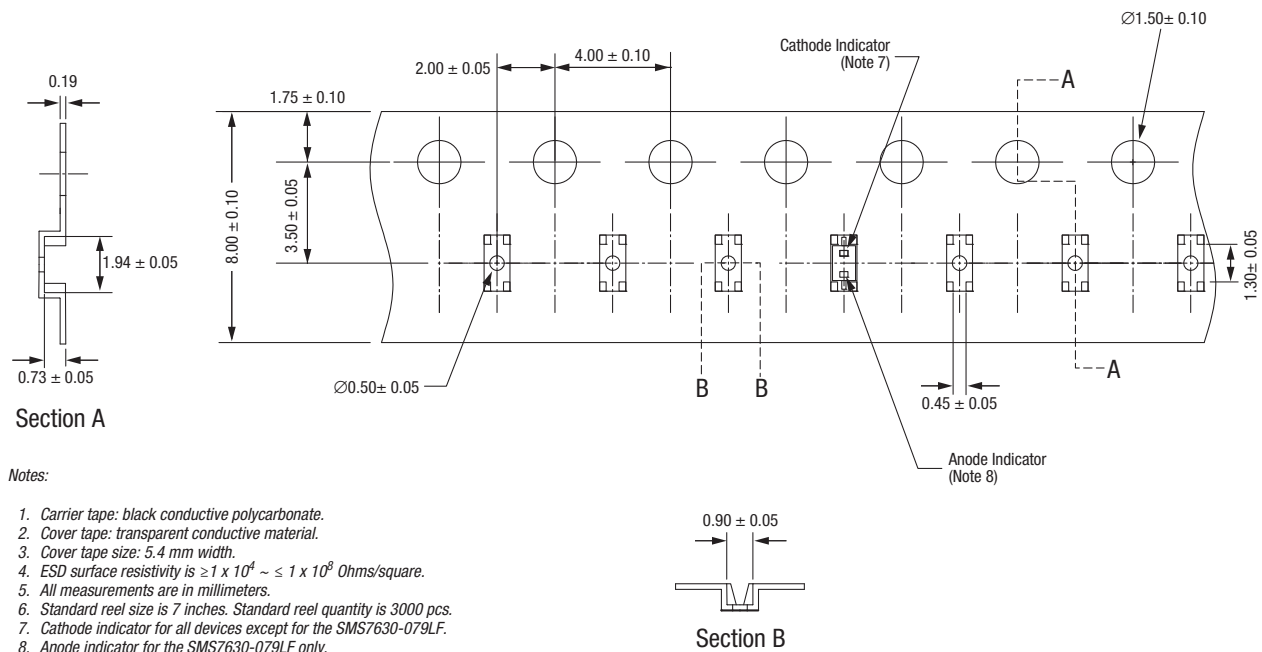 Ø1.50± 0.10
Cathode Indicator
(Note 7)
4.00 ± 0.10
2.00 ± 0.05
0.19
A
1.75 ± 0.10
8.00 ± 0.10
3.50 ± 0.05
1.94 ± 0.05
1.30± 0.05
0.73 ± 0.05
Ø0.50± 0.05
B B
A
0.45 ± 0.05
Section A
Anode Indicator
(Note 8)
Notes:
1. Carrier tape: black conductive polycarbonate.
2. Cover tape: transparent conductive material.
3. Cover tape size: 5.4 mm width.
4. ESD surface resistivity is ≥1 x 10^4 ~ ≤ 1 x 10^8 Ohms/square.
5. All measurements are in millimeters.
6. Standard reel size is 7 inches. Standard reel quantity is 3000 pcs.
7. Cathode indicator for all devices except for the SMS7630-079LF.
8. Anode indicator for the SMS7630-079LF only.
0.90 ± 0.05
Section B